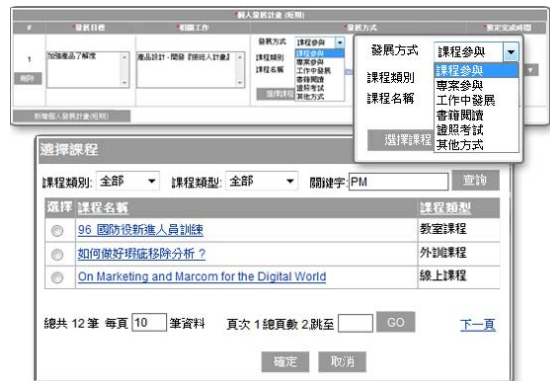 *個人發展計畫(短期)
# *發展目標 *相關工作 *發展方式 *預定完成時間
1 加強產品了解度 產品設計-開發『接班人計畫』 發展方式 課程參與
刪除 課程類別 課程參與
專案參與
課程名稱 工作中發展
書籍閱讀
證照考試
選擇課程 其他方式
新增個人發展計畫(短期)
發展方式 課程參與
課程參與
課程類別 專案參與
課程名稱 工作中發展
書籍閱讀
證照考試
選擇課程 其他方式
選擇課程
課程類別: 全部 課程類型: 全部 關鍵字: PM 查詢
選擇 課程名稱 課程類型
96 國防役新進人員訓練 教室課程
如何做好瑕疵移除分析 ? 外訓課程
On Marketing and Marcom for the Digital World 線上課程
總共 12 筆 每頁 10 筆資料 頁次 1 總頁數 2,跳至 GO 下一頁
確定 取消